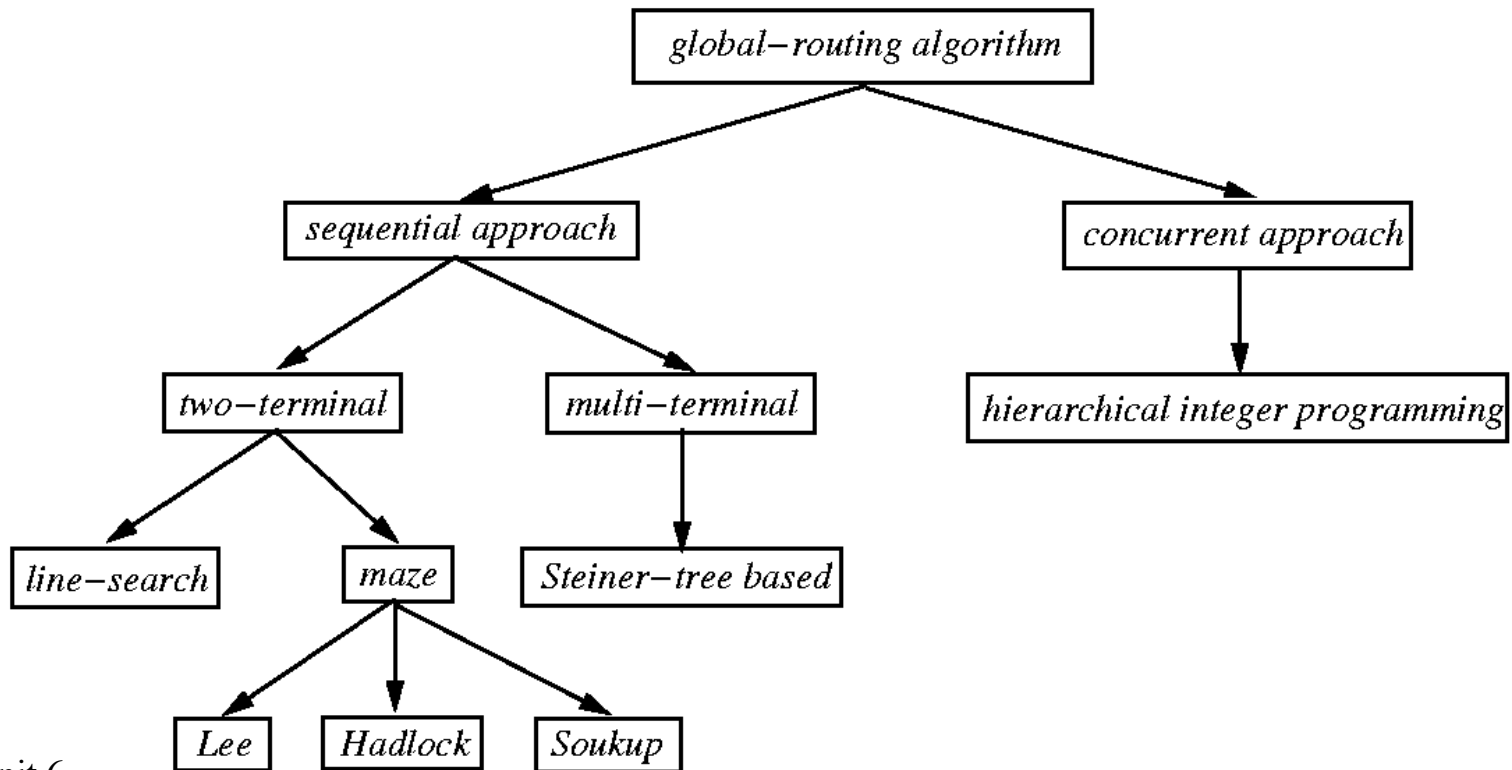 global−routing algorithm
sequential approach
concurrent approach
two−terminal
multi−terminal
hierarchical integer programming
line−search
maze
Steiner−tree based
Lee
Hadlock
Soukup